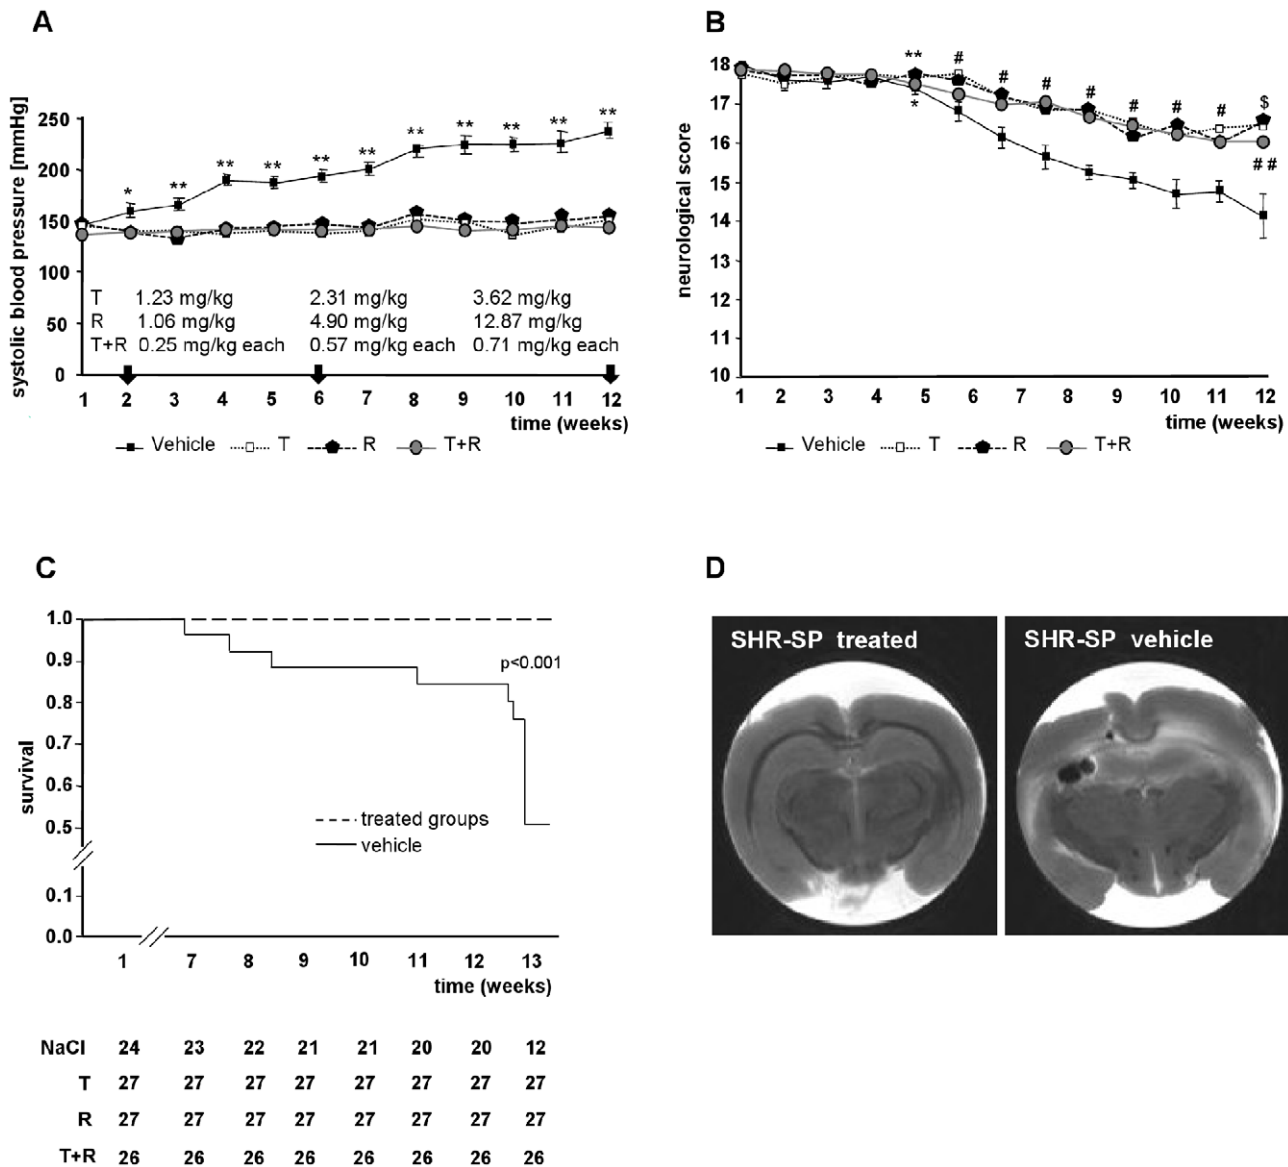 A
systolic blood pressure [mmHg]
250
200
150
100
50
0
* ** ** ** ** ** ** ** ** ** **
T 1.23 mg/kg 2.31 mg/kg 3.62 mg/kg
R 1.06 mg/kg 4.90 mg/kg 12.87 mg/kg
T+R 0.25 mg/kg each 0.57 mg/kg each 0.71 mg/kg each
1 2 3 4 5 6 7 8 9 10 11 12
time (weeks)
Vehicle T R T+R
B
neurological score
18
17
16
15
14
13
12
11
10
** # # # # # # # $
*
# #
1 2 3 4 5 6 7 8 9 10 11 12
time (weeks)
Vehicle T R T+R
C
survival
1.0
0.9
0.8
0.7
0.6
0.5
0.1
0.0
p<0.001
treated groups
vehicle
1 7 8 9 10 11 12 13
time (weeks)
NaCl 24 23 22 21 21 20 20 12
T 27 27 27 27 27 27 27 27
R 27 27 27 27 27 27 27 27
T+R 26 26 26 26 26 26 26 26
D
SHR-SP treated
SHR-SP vehicle